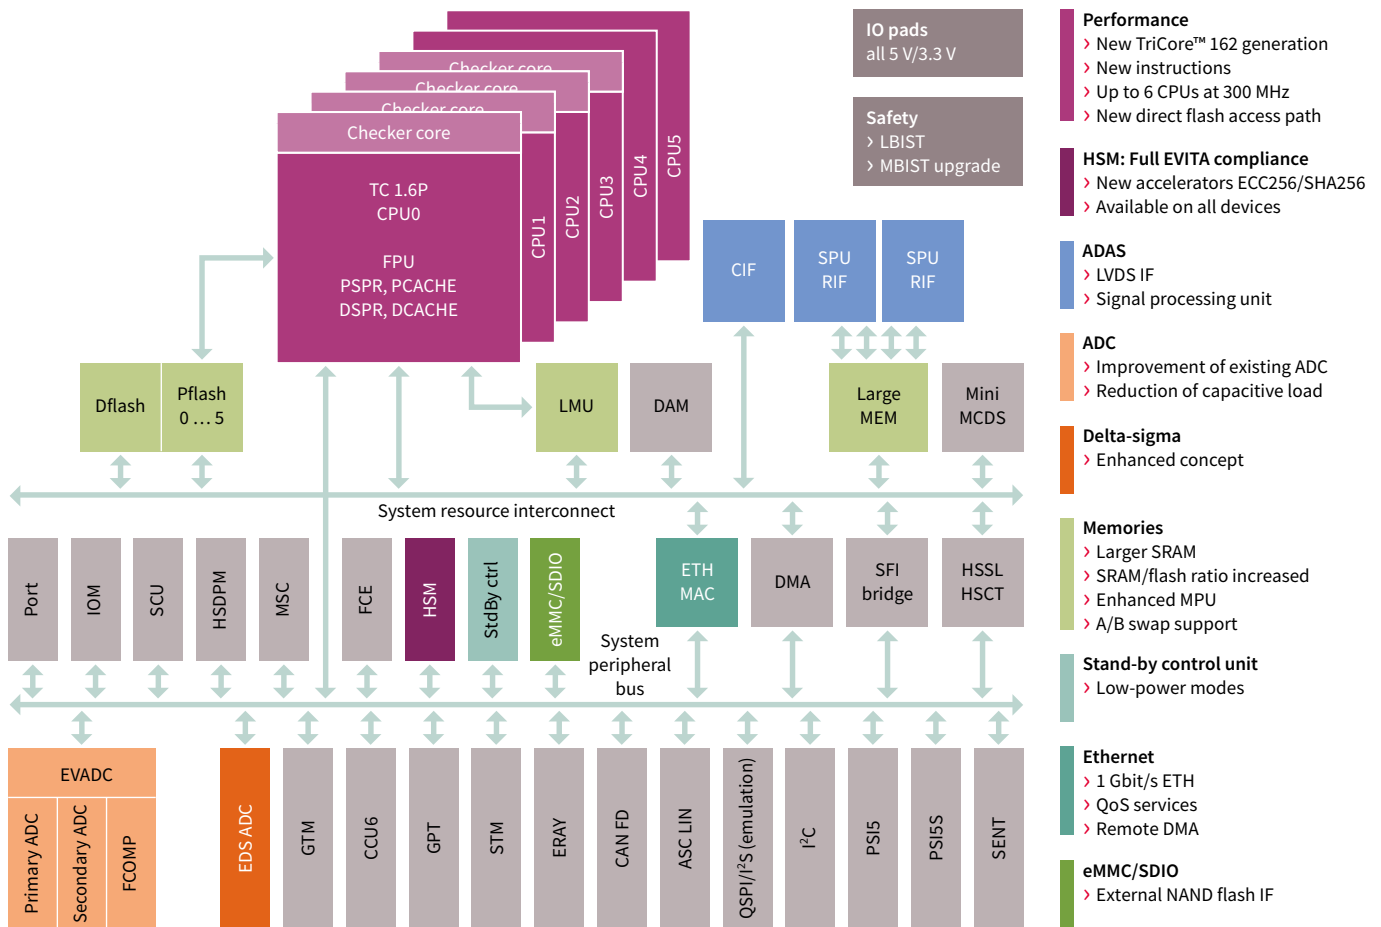 Checker core
Checker core
Checker core
Checker core
TC 1.6P
CPU0
FPU
PSPR, PCACHE
DSPR, DCACHE
CPU1
CPU2
CPU3
CPU4
CPU5
IO pads
all 5 V/3.3 V
Safety
› LBIST
› MBIST upgrade
CIF
SPU
RIF
SPU
RIF
Dflash
Pflash
0 … 5
LMU
DAM
Large
MEM
Mini
MCDS
System resource interconnect
Port
IOM
SCU
HSDPM
MSC
FCE
HSM
StdBy ctrl
eMMC/SDIO
System
peripheral
bus
ETH
MAC
DMA
SFI
bridge
HSSL
HSCT
EVADC
Primary ADC
Secondary ADC
FCOMP
EDS ADC
GTM
CCU6
GPT
STM
ERAY
CAN FD
ASC LIN
QSPI/I²S (emulation)
I²C
PSI5
PSI5S
SENT
Performance
› New TriCore™ 162 generation
› New instructions
› Up to 6 CPUs at 300 MHz
› New direct flash access path
HSM: Full EVITA compliance
› New accelerators ECC256/SHA256
› Available on all devices
ADAS
› LVDS IF
› Signal processing unit
ADC
› Improvement of existing ADC
› Reduction of capacitive load
Delta-sigma
› Enhanced concept
Memories
› Larger SRAM
› SRAM/flash ratio increased
› Enhanced MPU
› A/B swap support
Stand-by control unit
› Low-power modes
Ethernet
› 1 Gbit/s ETH
› QoS services
› Remote DMA
eMMC/SDIO
› External NAND flash IF